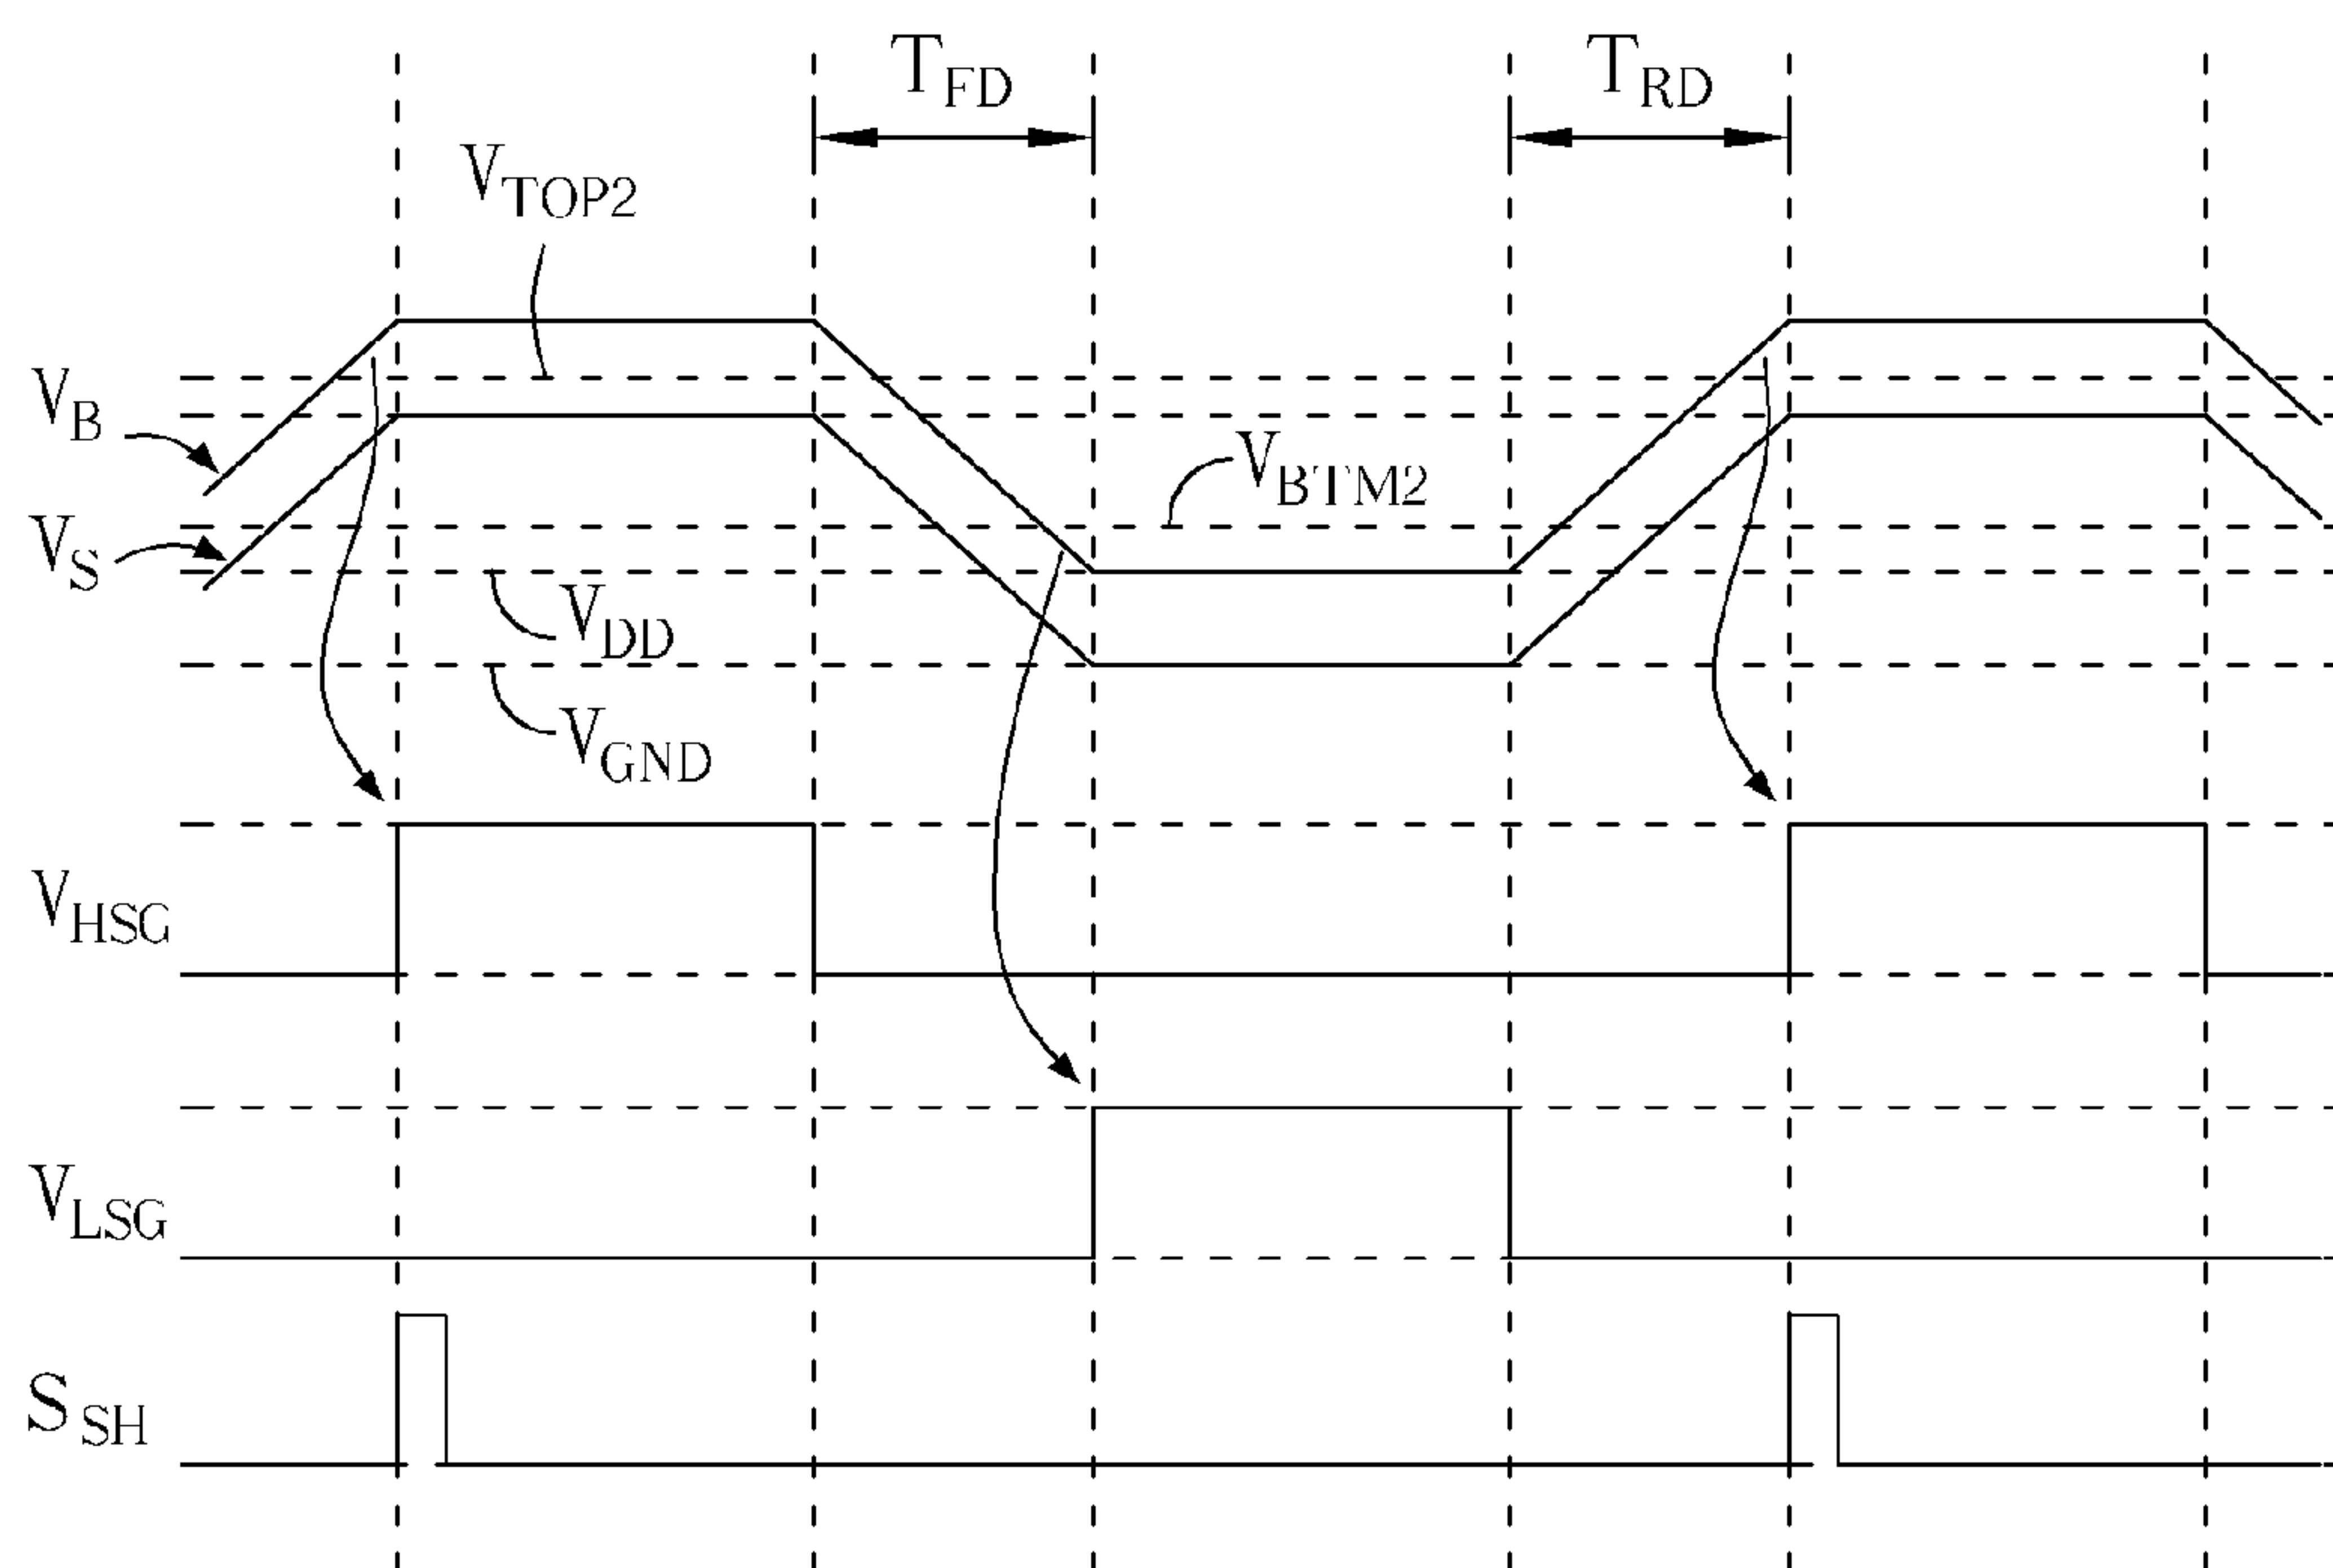 T_FD
T_RD
V_TOP2
V_B
V_BTM2
V_S
V_DD
V_GND
V_HSG
V_LSG
S_SH